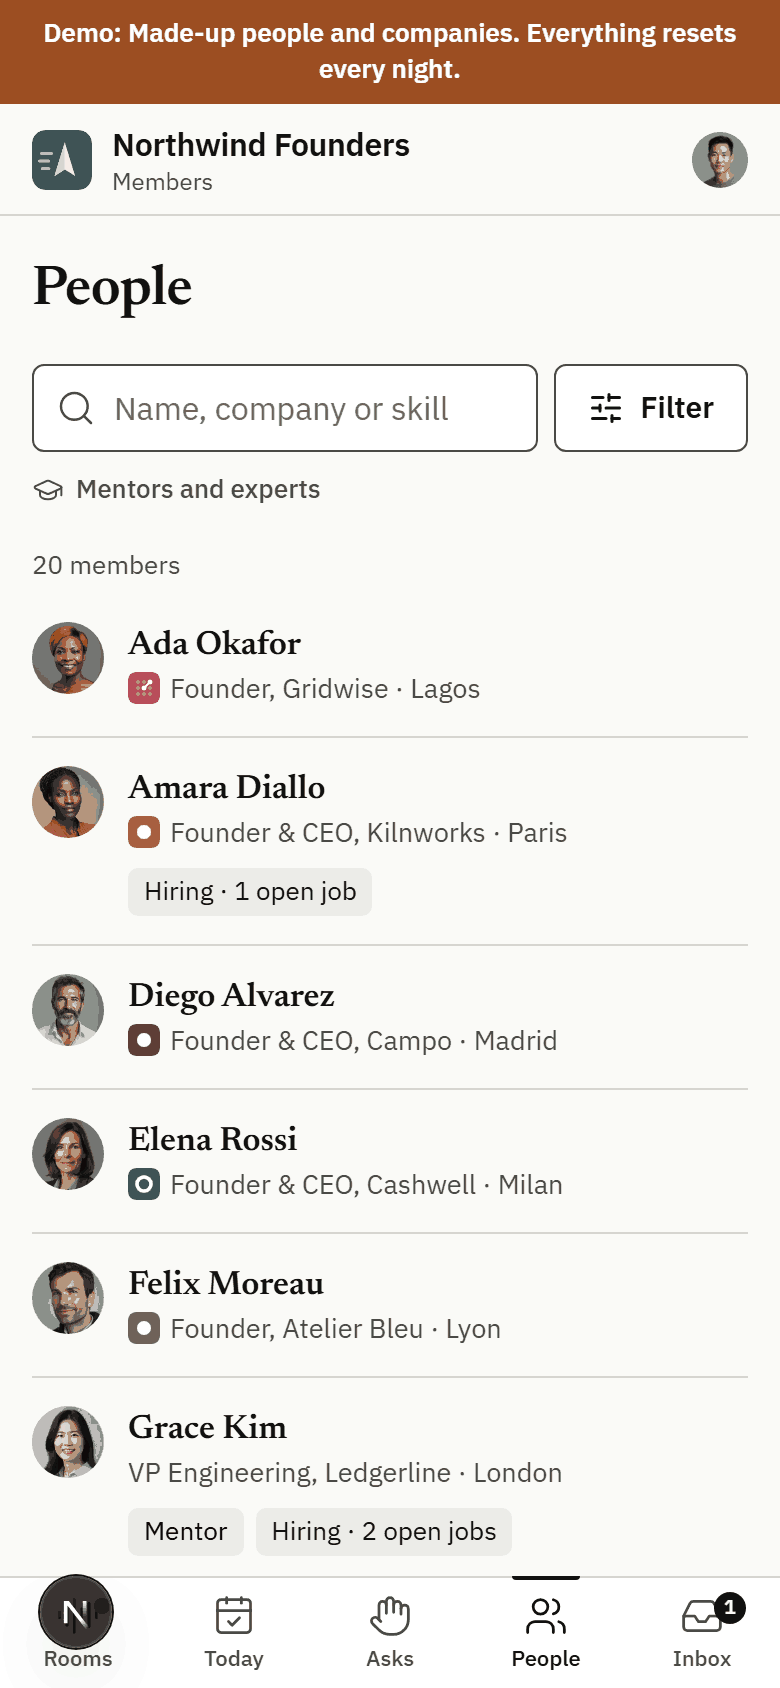 Demo: Made-up people and companies. Everything resets
every night.
Northwind Founders
Members
People
Name, company or skill
Filter
Mentors and experts
20 members
Ada Okafor
Founder, Gridwise · Lagos
Amara Diallo
Founder & CEO, Kilnworks · Paris
Hiring · 1 open job
Diego Alvarez
Founder & CEO, Campo · Madrid
Elena Rossi
Founder & CEO, Cashwell · Milan
Felix Moreau
Founder, Atelier Bleu · Lyon
Grace Kim
VP Engineering, Ledgerline · London
Mentor
Hiring · 2 open jobs
N
1
Rooms
Today
Asks
People
Inbox